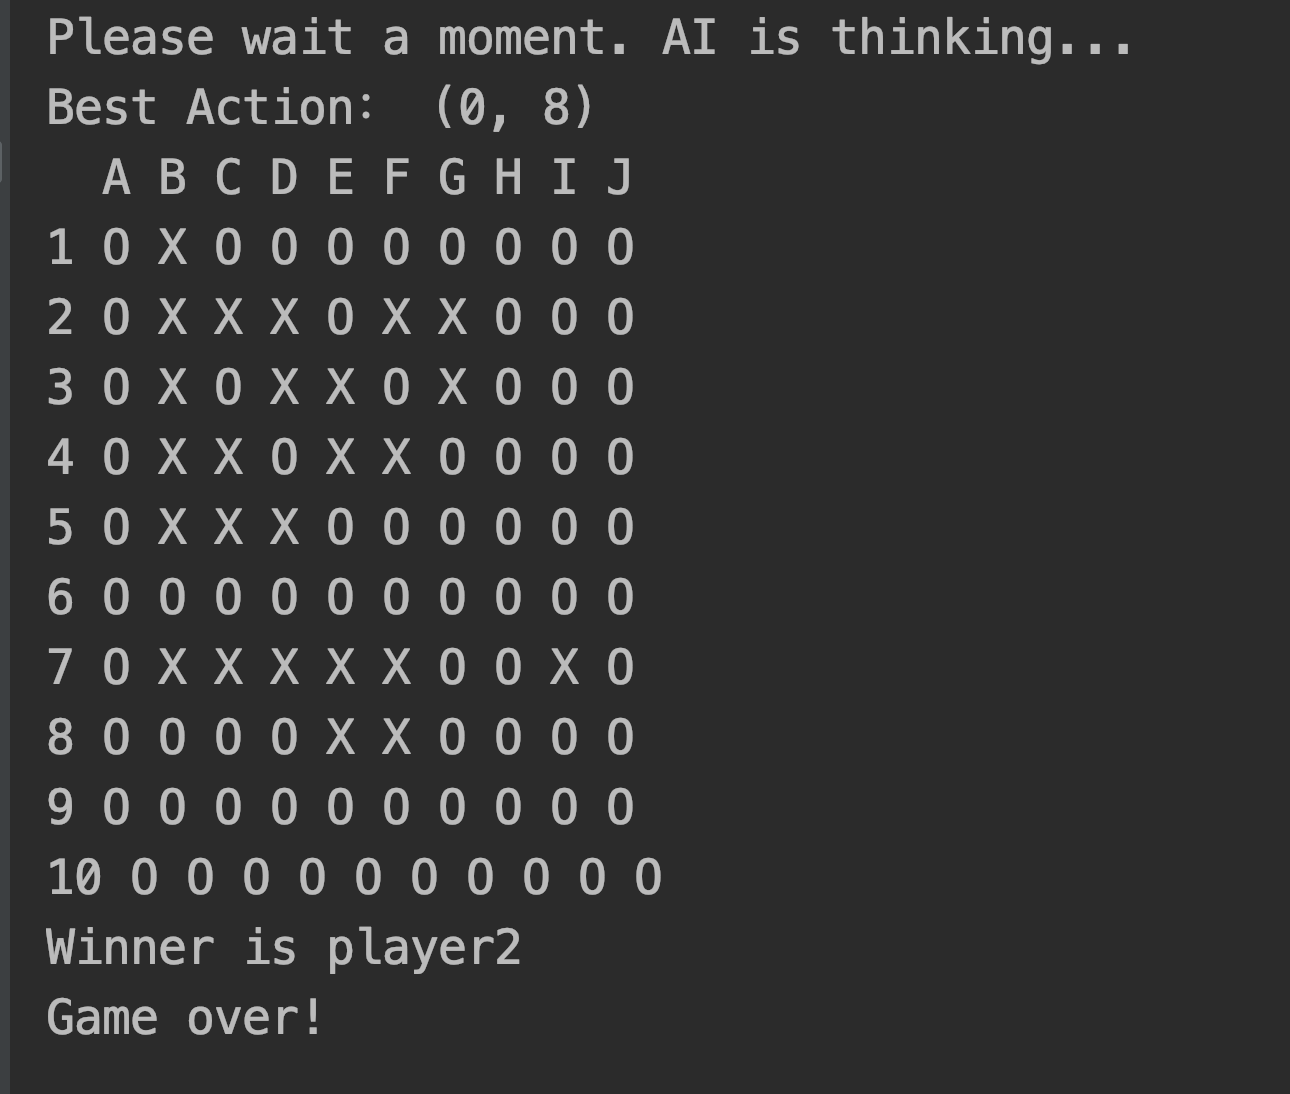 Please wait a moment. AI is thinking...
Best Action:  (0, 8)
  A B C D E F G H I J
1 O X O O O O O O O O
2 O X X X O X X O O O
3 O X O X X O X O O O
4 O X X O X X O O O O
5 O X X X O O O O O O
6 O O O O O O O O O O
7 O X X X X X O O X O
8 O O O O X X O O O O
9 O O O O O O O O O O
10 O O O O O O O O O O
Winner is player2
Game over!